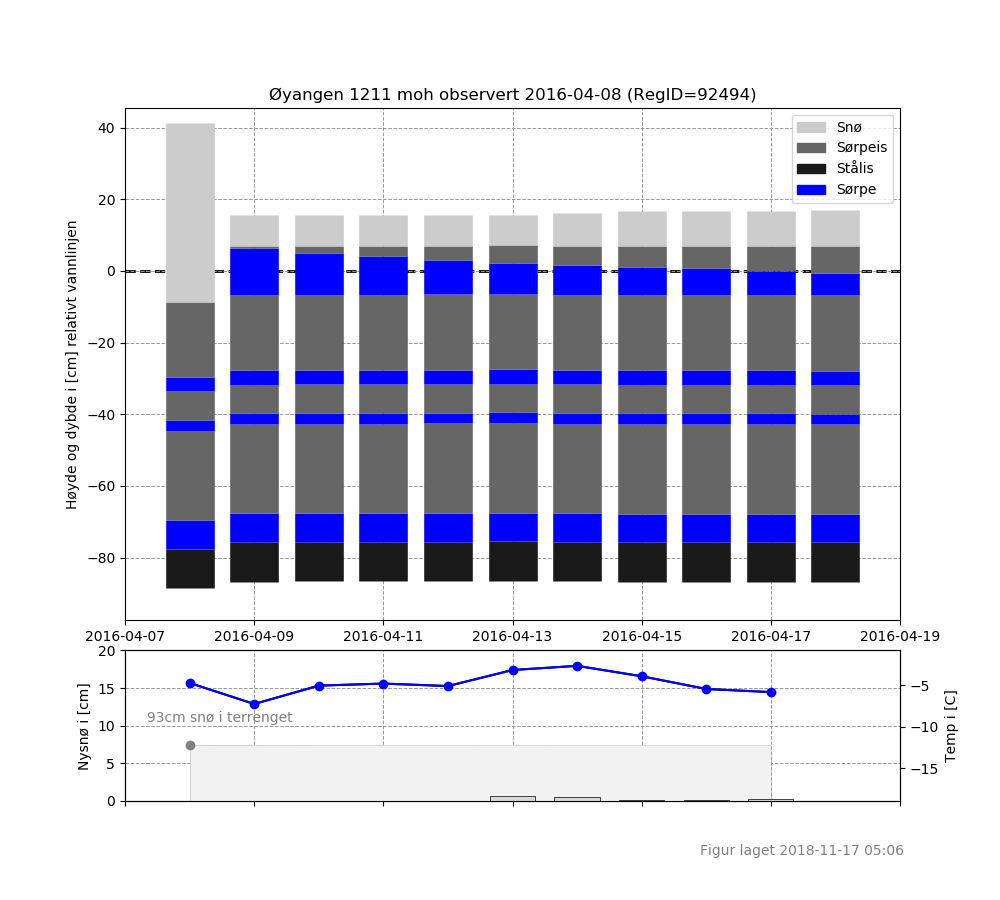 Øyangen 1211 moh observert 2016-04-08 (RegID=92494)
Høyde og dybde i [cm] relativt vannlinjen
40
20
0
−20
−40
−60
−80
Snø
Sørpeis
Stålis
Sørpe
2016-04-07 2016-04-09 2016-04-11 2016-04-13 2016-04-15 2016-04-17 2016-04-19
Nysnø i [cm]
20
15
10
5
0
93cm snø i terrenget
−5
−10
−15
Temp i [C]
Figur laget 2018-11-17 05:06